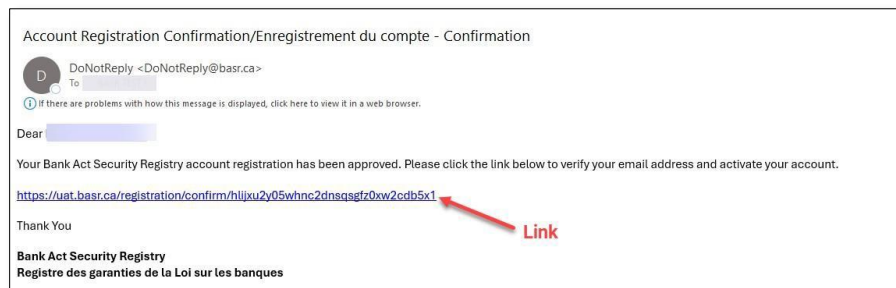 Account Registration Confirmation/Enregistrement du compte - Confirmation
D
DoNotReply <DoNotReply@basr.ca>
To
If there are problems with how this message is displayed, click here to view it in a web browser.
Dear
Your Bank Act Security Registry account registration has been approved. Please click the link below to verify your email address and activate your account.
https://uat.basr.ca/registration/confirm/hlijxu2y05whnc2dnsqsgfz0xw2cdb5x1
Link
Thank You
Bank Act Security Registry
Registre des garanties de la Loi sur les banques